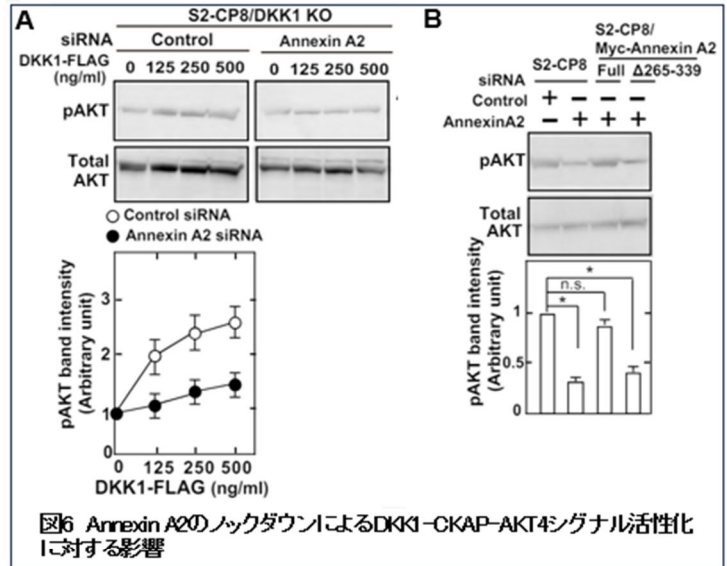 A
S2-CP8/DKK1 KO
siRNA Control Annexin A2
DKK1-FLAG (ng/ml) 0 125 250 500 0 125 250 500
pAKT
Total AKT
○ Control siRNA
● Annexin A2 siRNA
pAKT band intensity (Arbitrary unit)
3
2
1
0
0 125 250 500
DKK1-FLAG (ng/ml)
B
S2-CP8/
Myc-Annexin A2
S2-CP8 Full Δ265-339
siRNA
Control + − − −
AnnexinA2 − + + +
pAKT
Total AKT
pAKT band intensity (Arbitrary unit)
1
0.5
0
*
n.s.
*
図6 Annexin A2のノックダウンによるDKK1-CKAP-AKT4シグナル活性化
に対する影響